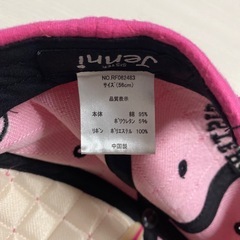 Jenni
NO.RF082483
サイズ(56cm)
品質表示
本体 綿 95%
ポリウレタン 5%
リボン ポリエステル 100%
中国製